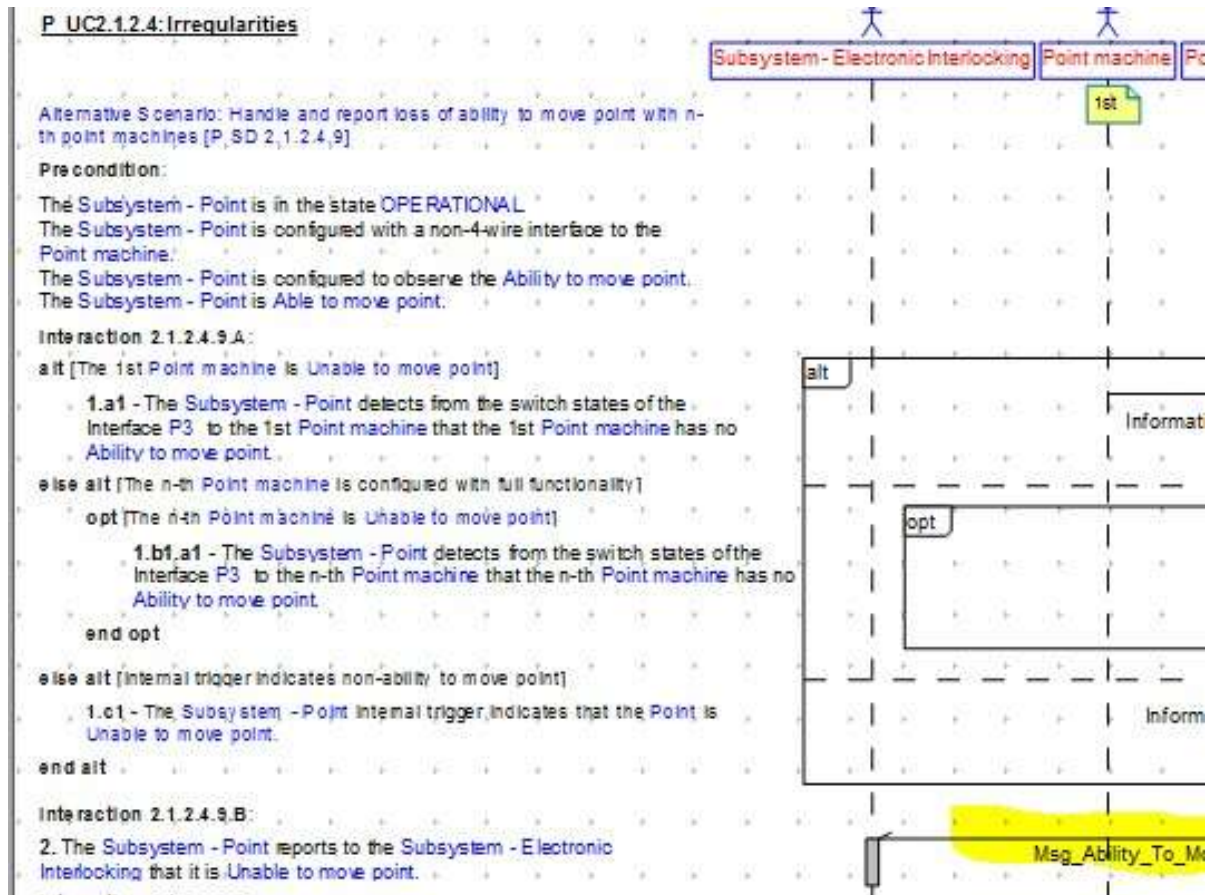 P_UC2.1.2.4: Irregularities
Subsystem - Electronic Interlocking
Point machine
Po
1st
Alternative Scenario: Handle and report loss of ability to move point with n-
th point machines [P_SD 2.1.2.4.9]
Precondition:
The Subsystem - Point is in the state OPERATIONAL
The Subsystem - Point is configured with a non-4-wire interface to the
Point machine.
The Subsystem - Point is configured to observe the Ability to move point.
The Subsystem - Point is Able to move point.
Interaction 2.1.2.4.9.A:
alt [The 1st Point machine is Unable to move point]
alt
1.a1 - The Subsystem - Point detects from the switch states of the
Interface P3 to the 1st Point machine that the 1st Point machine has no
Ability to move point.
Informati
else alt [The n-th Point machine is configured with full functionality]
opt [The n-th Point machine is Unable to move point]
opt
1.b1.a1 - The Subsystem - Point detects from the switch states of the
Interface P3 to the n-th Point machine that the n-th Point machine has no
Ability to move point.
end opt
else alt [Internal trigger indicates non-ability to move point]
1.c1 - The Subsystem - Point internal trigger indicates that the Point is
Unable to move point.
Inform
end alt
Interaction 2.1.2.4.9.B:
2. The Subsystem - Point reports to the Subsystem - Electronic
Interlocking that it is Unable to move point.
Msg_Ability_To_Mo